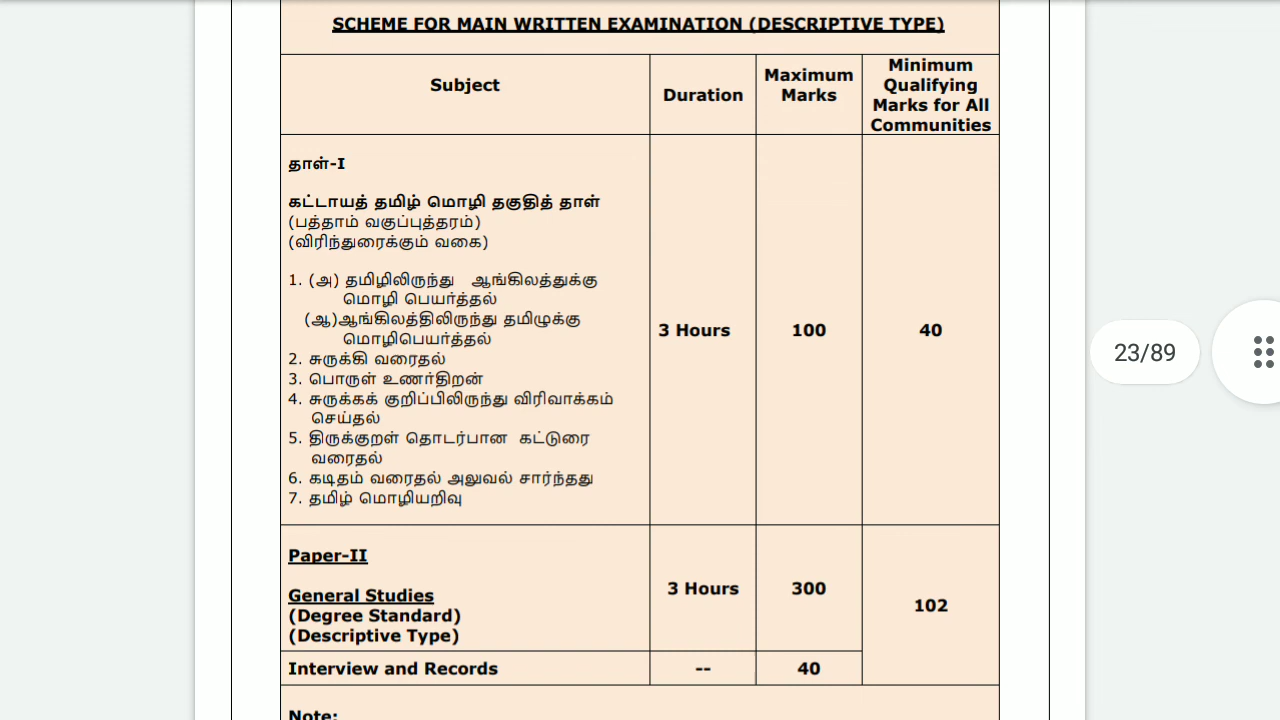 SCHEME FOR MAIN WRITTEN EXAMINATION (DESCRIPTIVE TYPE)
Subject
Duration
Maximum
Marks
Minimum
Qualifying
Marks for All
Communities
தாள்-I
கட்டாயத் தமிழ் மொழி தகுதித் தாள்
(பத்தாம் வகுப்புத்தரம்)
(விரிந்துரைக்கும் வகை)
1. (அ) தமிழிலிருந்து ஆங்கிலத்துக்கு
மொழி பெயர்த்தல்
(ஆ)ஆங்கிலத்திலிருந்து தமிழுக்கு
மொழிபெயர்த்தல்
2. சுருக்கி வரைதல்
3. பொருள் உணர்திறன்
4. சுருக்கக் குறிப்பிலிருந்து விரிவாக்கம்
செய்தல்
5. திருக்குறள் தொடர்பான கட்டுரை
வரைதல்
6. கடிதம் வரைதல் அலுவல் சார்ந்தது
7. தமிழ் மொழியறிவு
3 Hours
100
40
Paper-II
General Studies
(Degree Standard)
(Descriptive Type)
3 Hours
300
102
Interview and Records
--
40
Note:
23/89